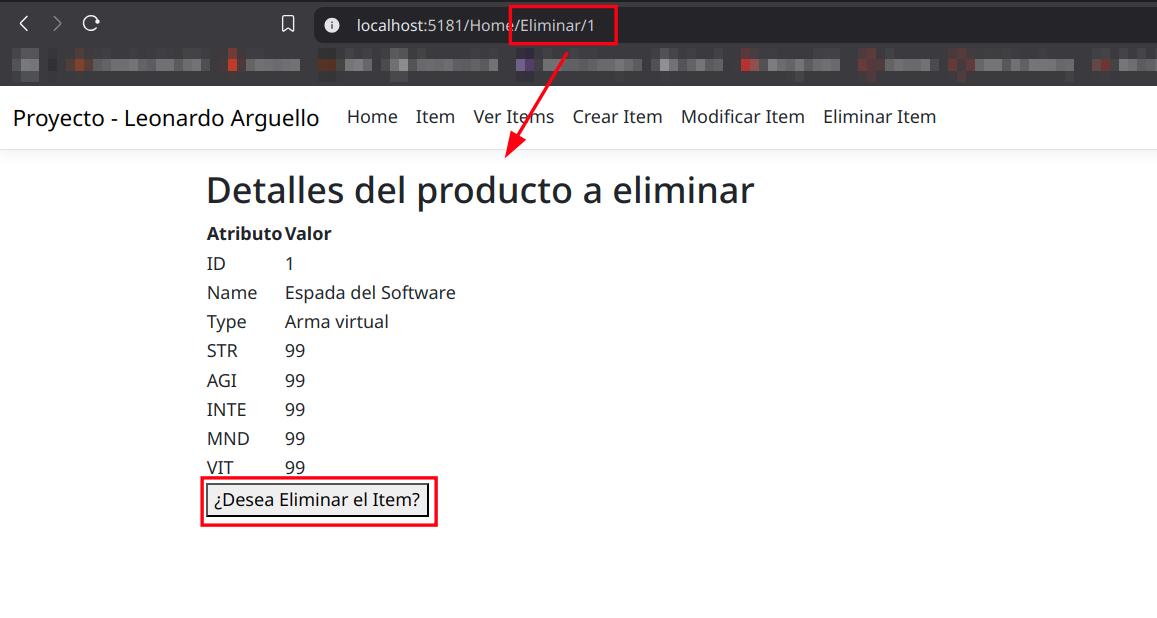 localhost:5181/Home/Eliminar/1
Proyecto - Leonardo Arguello Home Item Ver Items Crear Item Modificar Item Eliminar Item
Detalles del producto a eliminar
Atributo Valor
ID 1
Name Espada del Software
Type Arma virtual
STR 99
AGI 99
INTE 99
MND 99
VIT 99
¿Desea Eliminar el Item?